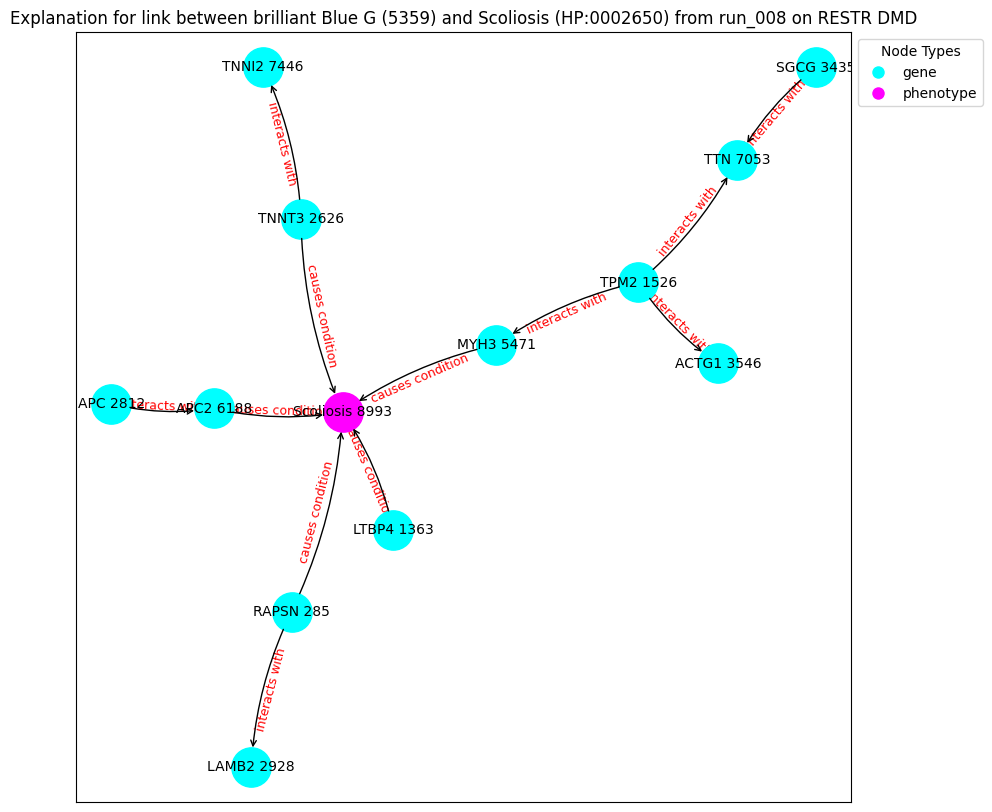 Explanation for link between brilliant Blue G (5359) and Scoliosis (HP:0002650) from run_008 on RESTR DMD
Node Types
gene
phenotype
TNNI2 7446
SGCG 3435
interacts with
interacts with
TTN 7053
TNNT3 2626
interacts with
TPM2 1526
causes condition
interacts with
interacts with
MYH3 5471
ACTG1 3546
causes condition
APC 2812
interacts with
APC2 6188
causes condition
Scoliosis 8993
causes condition
causes condition
LTBP4 1363
RAPSN 285
interacts with
LAMB2 2928